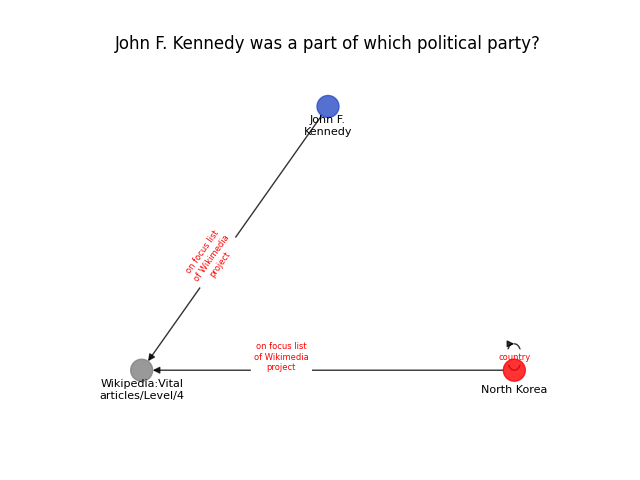 John F. Kennedy was a part of which political party?
John F.
Kennedy
on focus list
of Wikimedia
project
on focus list
of Wikimedia
project
country
Wikipedia:Vital
articles/Level/4
North Korea